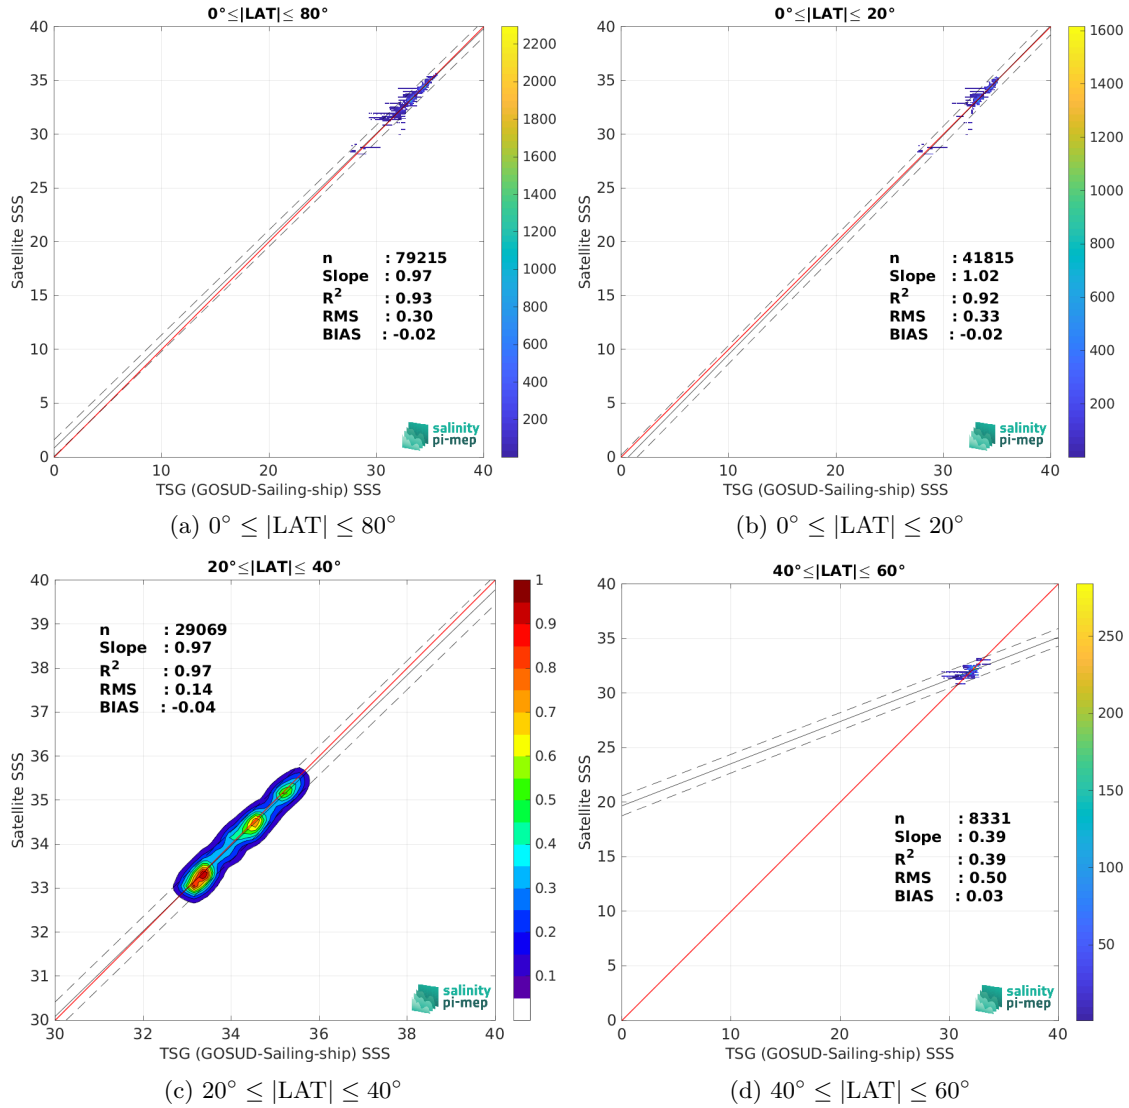 0°≤|LAT|≤ 80°
40
35
30
25
20
15
10
5
0
Satellite SSS
n : 79215
Slope : 0.97
R² : 0.93
RMS : 0.30
BIAS : -0.02
salinity
pi-mep
0 10 20 30 40
TSG (GOSUD-Sailing-ship) SSS
2200
2000
1800
1600
1400
1200
1000
800
600
400
200
(a) 0° ≤ |LAT| ≤ 80°
0°≤|LAT|≤ 20°
40
35
30
25
20
15
10
5
0
Satellite SSS
n : 41815
Slope : 1.02
R² : 0.92
RMS : 0.33
BIAS : -0.02
salinity
pi-mep
0 10 20 30 40
TSG (GOSUD-Sailing-ship) SSS
1600
1400
1200
1000
800
600
400
200
(b) 0° ≤ |LAT| ≤ 20°
20°≤|LAT|≤ 40°
40
39
38
37
36
35
34
33
32
31
30
Satellite SSS
n : 29069
Slope : 0.97
R² : 0.97
RMS : 0.14
BIAS : -0.04
salinity
pi-mep
30 32 34 36 38 40
TSG (GOSUD-Sailing-ship) SSS
1
0.9
0.8
0.7
0.6
0.5
0.4
0.3
0.2
0.1
(c) 20° ≤ |LAT| ≤ 40°
40°≤|LAT|≤ 60°
40
35
30
25
20
15
10
5
0
Satellite SSS
n : 8331
Slope : 0.39
R² : 0.39
RMS : 0.50
BIAS : 0.03
salinity
pi-mep
0 10 20 30 40
TSG (GOSUD-Sailing-ship) SSS
250
200
150
100
50
(d) 40° ≤ |LAT| ≤ 60°